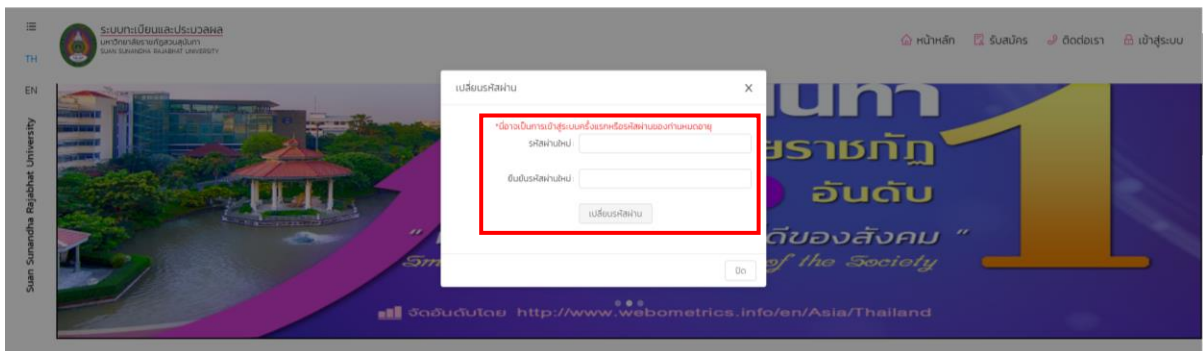 ระบบทะเบียนและประมวลผล
มหาวิทยาลัยราชภัฏสวนสุนันทา
SUAN SUNANDHA RAJABHAT UNIVERSITY
หน้าหลัก รับสมัคร ติดต่อเรา เข้าสู่ระบบ
TH
EN
Suan Sunandha Rajabhat University
เปลี่ยนรหัสผ่าน X
*นี่อาจเป็นการเข้าสู่ระบบครั้งแรกหรือรหัสผ่านของท่านหมดอายุ
รหัสผ่านใหม่ :
ยืนยันรหัสผ่านใหม่ :
เปลี่ยนรหัสผ่าน
ปิด
อันดับ
1
ดีของสังคม "
of the Society
จัดอันดับโดย http://www.webometrics.info/en/Asia/Thailand